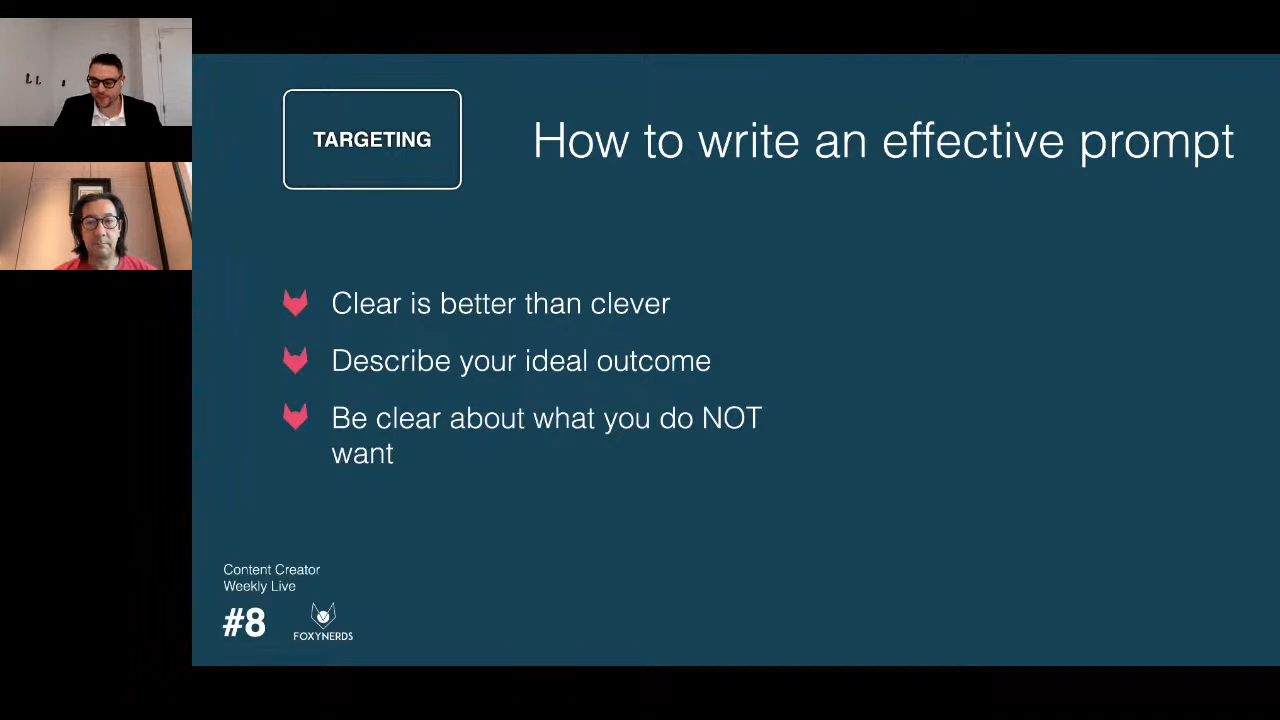 TARGETING
How to write an effective prompt
Clear is better than clever
Describe your ideal outcome
Be clear about what you do NOT
want
Content Creator
Weekly Live
#8
FOXYNERDS